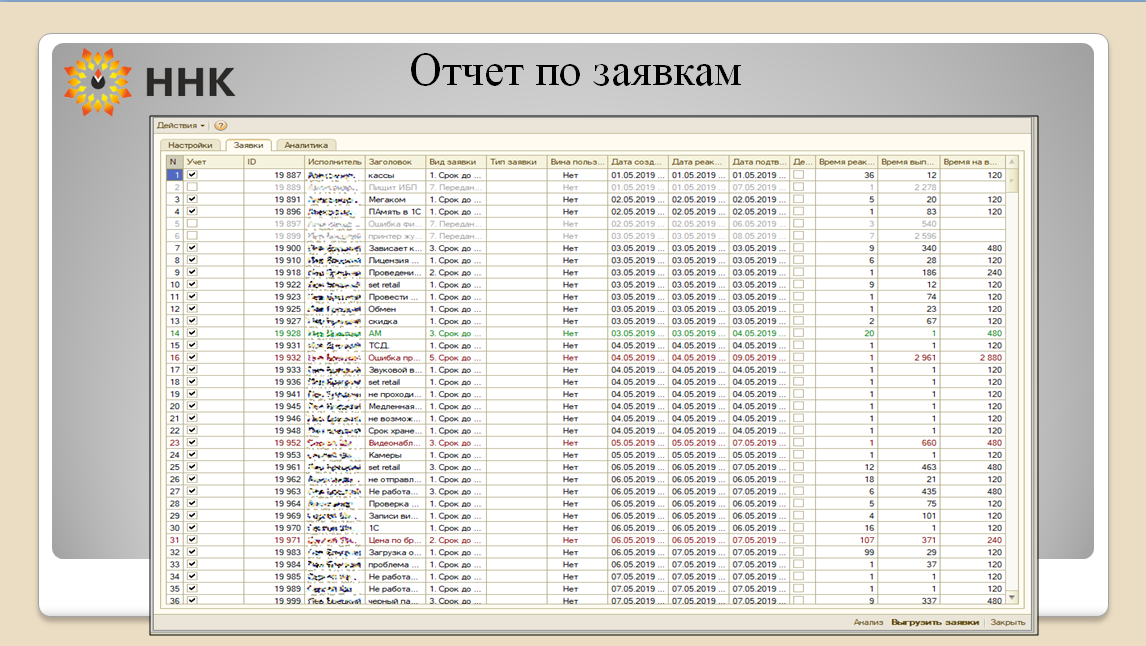 ННК
Отчет по заявкам
Действия
Настройки Заявки Аналитика
N Учет ID Исполнитель Заголовок Вид заявки Тип заявки Вина польз... Дата созд... Дата реак... Дата подтв... Де... Время реак... Время вып... Время на в...
1 19 887 кассы 1. Срок до ... Нет 01.05.2019 ... 01.05.2019 ... 01.05.2019 ... 36 12 120
2 19 889 Пищит ИБП 7. Передан... Нет 01.05.2019 ... 01.05.2019 ... 07.05.2019 ... 1 2 278
3 19 891 Мегаком 1. Срок до ... Нет 02.05.2019 ... 02.05.2019 ... 02.05.2019 ... 5 20 120
4 19 896 ПАмять в 1С 1. Срок до ... Нет 02.05.2019 ... 02.05.2019 ... 02.05.2019 ... 1 83 120
5 19 897 Ошибка фи... 7. Передан... Нет 02.05.2019 ... 02.05.2019 ... 06.05.2019 ... 3 540
6 19 899 принтер жу... 7. Передан... Нет 03.05.2019 ... 03.05.2019 ... 08.05.2019 ... 7 2 596
7 19 900 Зависает к... 3. Срок до ... Нет 03.05.2019 ... 03.05.2019 ... 03.05.2019 ... 9 340 480
8 19 910 Лицензия ... 1. Срок до ... Нет 03.05.2019 ... 03.05.2019 ... 03.05.2019 ... 6 28 120
9 19 918 Проведени... 2. Срок до ... Нет 03.05.2019 ... 03.05.2019 ... 03.05.2019 ... 1 186 240
10 19 922 set retail 1. Срок до ... Нет 03.05.2019 ... 03.05.2019 ... 03.05.2019 ... 9 12 120
11 19 923 Провести ... 1. Срок до ... Нет 03.05.2019 ... 03.05.2019 ... 03.05.2019 ... 1 74 120
12 19 925 Обмен 1. Срок до ... Нет 03.05.2019 ... 03.05.2019 ... 03.05.2019 ... 1 23 120
13 19 927 скидка 1. Срок до ... Нет 03.05.2019 ... 03.05.2019 ... 03.05.2019 ... 2 67 120
14 19 928 АМ 3. Срок до ... Нет 03.05.2019 ... 03.05.2019 ... 04.05.2019 ... 20 1 480
15 19 931 ТСД. 1. Срок до ... Нет 04.05.2019 ... 04.05.2019 ... 04.05.2019 ... 1 1 120
16 19 932 Ошибка пр... 5. Срок до ... Нет 04.05.2019 ... 04.05.2019 ... 09.05.2019 ... 1 2 961 2 880
17 19 933 Звуковой в... 1. Срок до ... Нет 04.05.2019 ... 04.05.2019 ... 04.05.2019 ... 1 1 120
18 19 936 set retail 1. Срок до ... Нет 04.05.2019 ... 04.05.2019 ... 04.05.2019 ... 1 1 120
19 19 941 не проходи... 1. Срок до ... Нет 04.05.2019 ... 04.05.2019 ... 04.05.2019 ... 1 1 120
20 19 945 Медленная... 1. Срок до ... Нет 04.05.2019 ... 04.05.2019 ... 04.05.2019 ... 1 1 120
21 19 946 не возмож... 1. Срок до ... Нет 04.05.2019 ... 04.05.2019 ... 04.05.2019 ... 1 1 120
22 19 948 Срок хране... 1. Срок до ... Нет 04.05.2019 ... 04.05.2019 ... 04.05.2019 ... 1 1 120
23 19 952 Видеонабл... 3. Срок до ... Нет 05.05.2019 ... 05.05.2019 ... 07.05.2019 ... 1 660 480
24 19 953 Камеры 1. Срок до ... Нет 05.05.2019 ... 05.05.2019 ... 05.05.2019 ... 1 1 120
25 19 961 set retail 3. Срок до ... Нет 06.05.2019 ... 06.05.2019 ... 07.05.2019 ... 12 463 480
26 19 962 не отправл... 1. Срок до ... Нет 06.05.2019 ... 06.05.2019 ... 06.05.2019 ... 18 21 120
27 19 963 Не работа... 3. Срок до ... Нет 06.05.2019 ... 06.05.2019 ... 07.05.2019 ... 6 435 480
28 19 964 Проверка ... 1. Срок до ... Нет 06.05.2019 ... 06.05.2019 ... 06.05.2019 ... 5 75 120
29 19 969 Записи ви... 1. Срок до ... Нет 06.05.2019 ... 06.05.2019 ... 06.05.2019 ... 4 101 120
30 19 970 1С 1. Срок до ... Нет 06.05.2019 ... 06.05.2019 ... 06.05.2019 ... 16 1 120
31 19 971 Цена по бр... 2. Срок до ... Нет 06.05.2019 ... 06.05.2019 ... 06.05.2019 ... 107 371 240
32 19 983 Загрузка о... 1. Срок до ... Нет 06.05.2019 ... 07.05.2019 ... 07.05.2019 ... 99 29 120
33 19 984 проблема ... 1. Срок до ... Нет 06.05.2019 ... 07.05.2019 ... 07.05.2019 ... 1 37 120
34 19 985 Не работа... 1. Срок до ... Нет 07.05.2019 ... 07.05.2019 ... 07.05.2019 ... 1 1 120
35 19 989 Не работа... 1. Срок до ... Нет 07.05.2019 ... 07.05.2019 ... 07.05.2019 ... 1 1 120
36 19 999 черный па... 3. Срок до ... Нет 07.05.2019 ... 07.05.2019 ... 07.05.2019 ... 9 337 480
Анализ Выгрузить заявки Закрыть